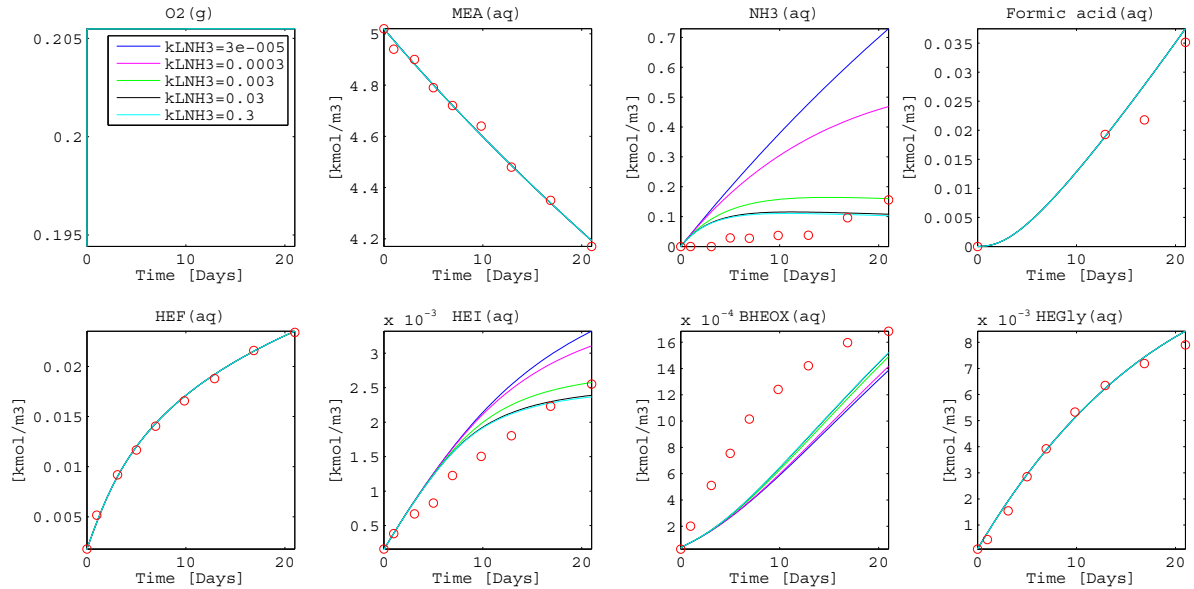 O2(g)
0.205
0.2
0.195
0 10 20
Time [Days]
[kmol/m3]
kLNH3=3e-005
kLNH3=0.0003
kLNH3=0.003
kLNH3=0.03
kLNH3=0.3
MEA(aq)
5
4.8
4.6
4.4
4.2
0 10 20
Time [Days]
[kmol/m3]
NH3(aq)
0.7
0.6
0.5
0.4
0.3
0.2
0.1
0
0 10 20
Time [Days]
[kmol/m3]
Formic acid(aq)
0.035
0.03
0.025
0.02
0.015
0.01
0.005
0
0 10 20
Time [Days]
[kmol/m3]
HEF(aq)
0.02
0.015
0.01
0.005
0 10 20
Time [Days]
[kmol/m3]
HEI(aq)
x 10-3
3
2.5
2
1.5
1
0.5
0 10 20
Time [Days]
[kmol/m3]
BHEOX(aq)
x 10-4
16
14
12
10
8
6
4
2
0 10 20
Time [Days]
[kmol/m3]
HEGly(aq)
x 10-3
8
7
6
5
4
3
2
1
0 10 20
Time [Days]